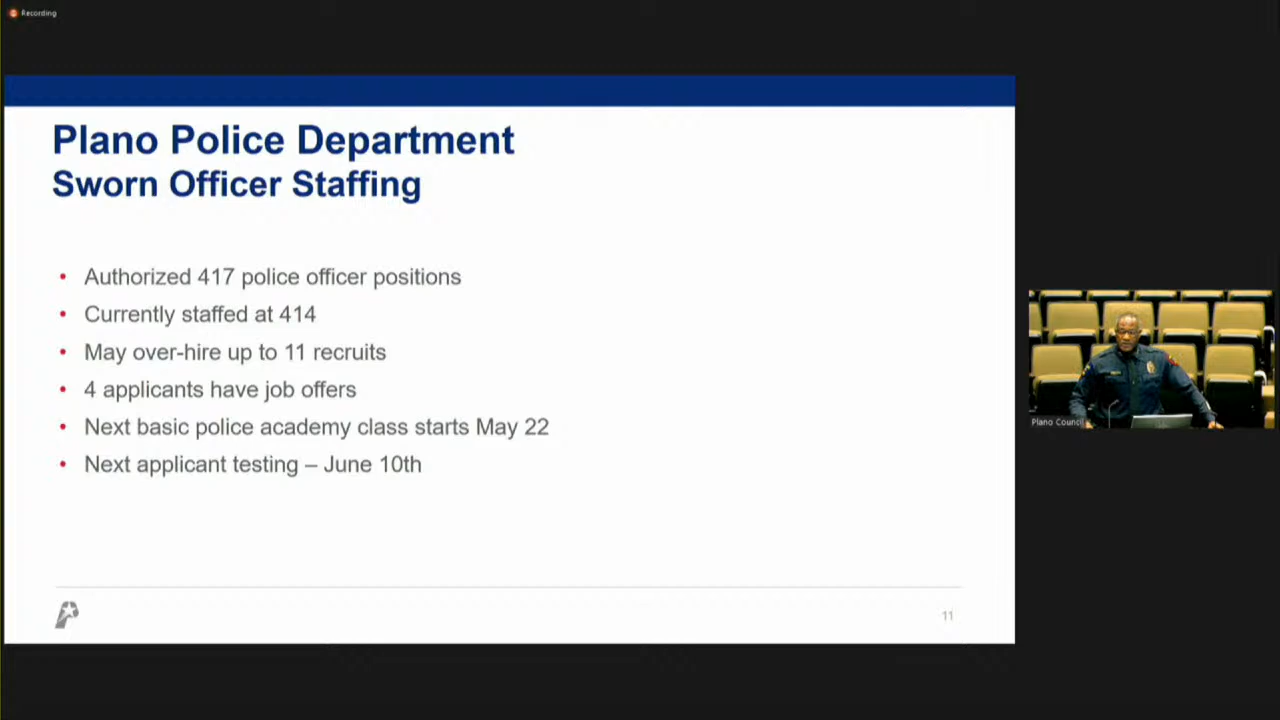 Recording
Plano Police Department
Sworn Officer Staffing
• Authorized 417 police officer positions
• Currently staffed at 414
• May over-hire up to 11 recruits
• 4 applicants have job offers
• Next basic police academy class starts May 22
• Next applicant testing – June 10th
Plano Council
11